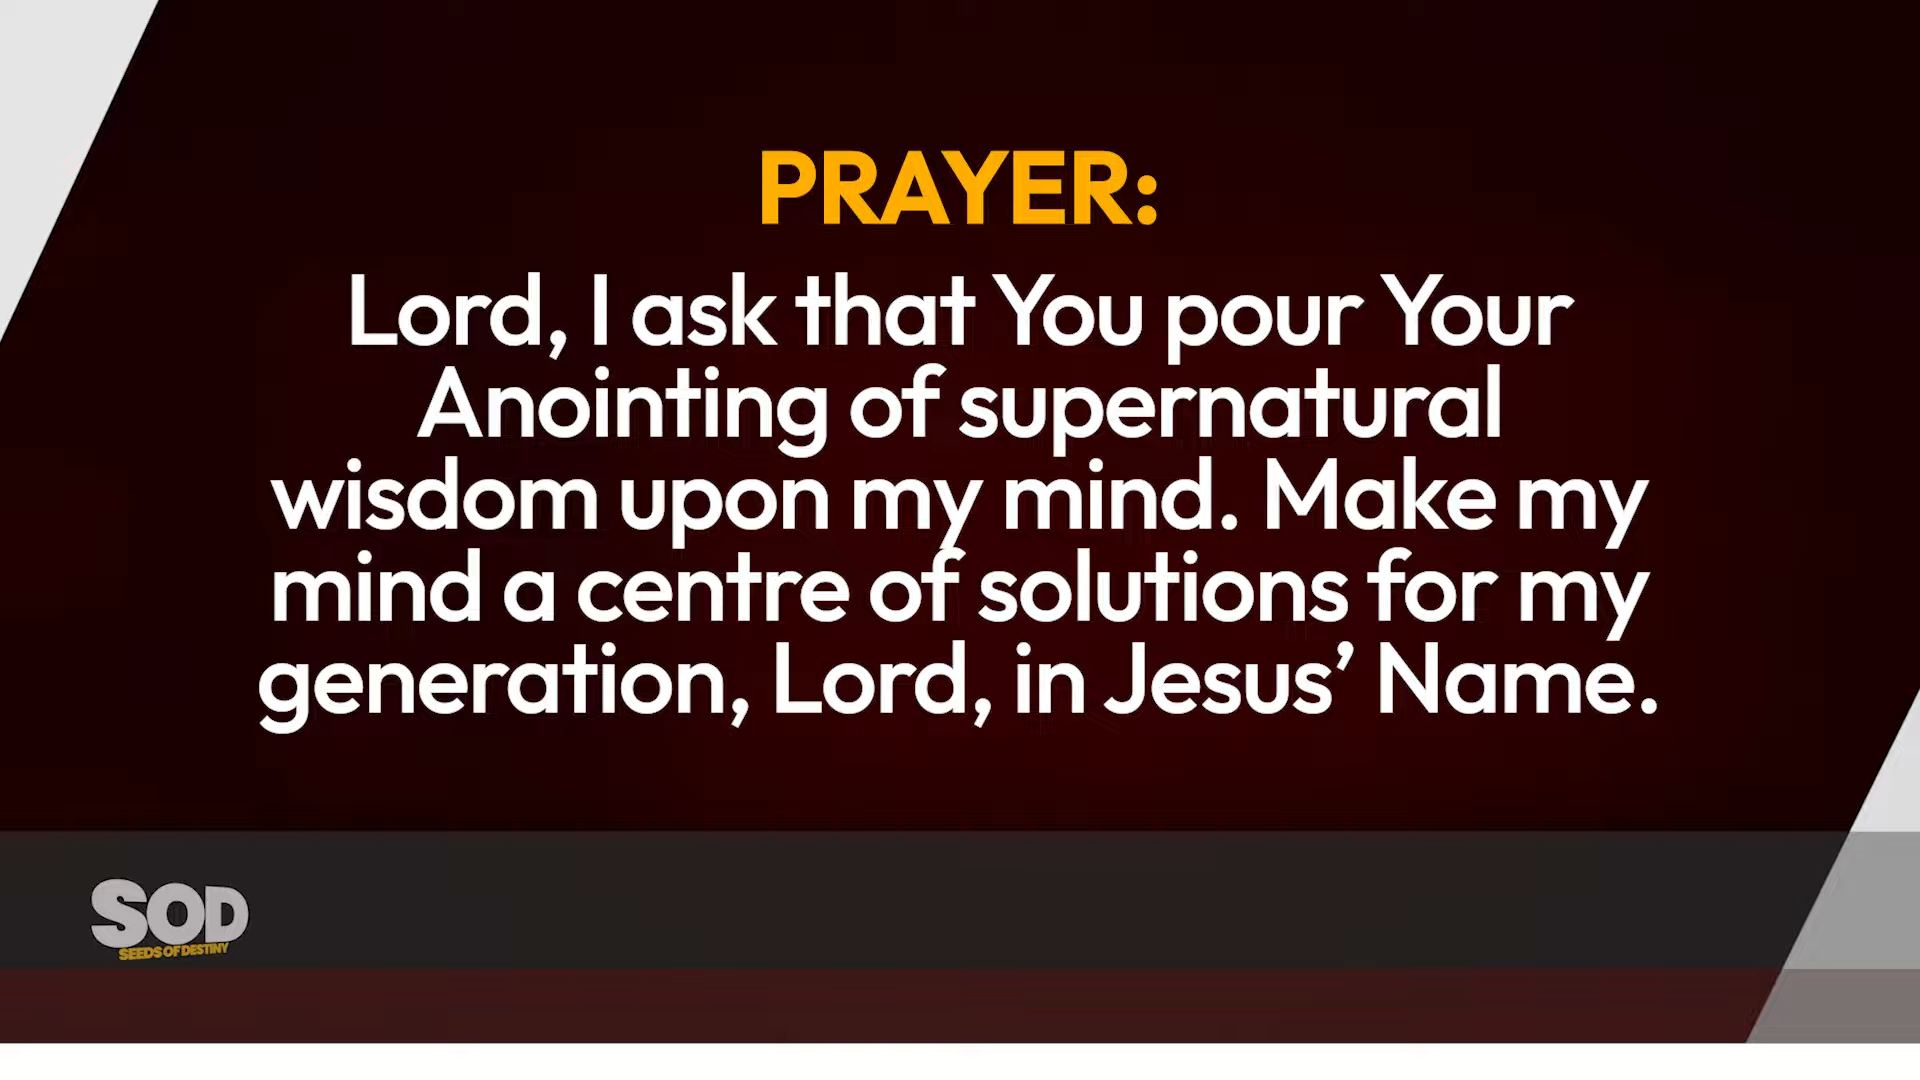 PRAYER:
Lord, I ask that You pour Your
Anointing of supernatural
wisdom upon my mind. Make my
mind a centre of solutions for my
generation, Lord, in Jesus’ Name.
SOD
SEEDS OF DESTINY